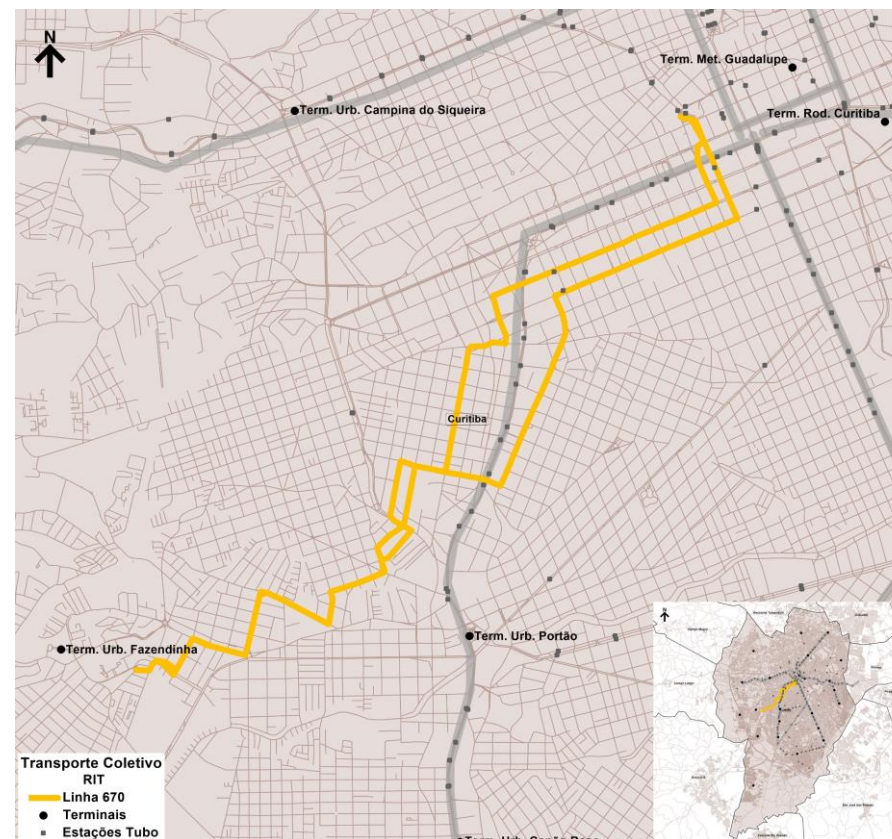 N
Term. Met. Guadalupe
Term. Urb. Campina do Siqueira
Term. Rod. Curitiba
Curitiba
Term. Urb. Fazendinha
Term. Urb. Portão
N
Transporte Coletivo
RIT
Linha 670
Terminais
Estações Tubo